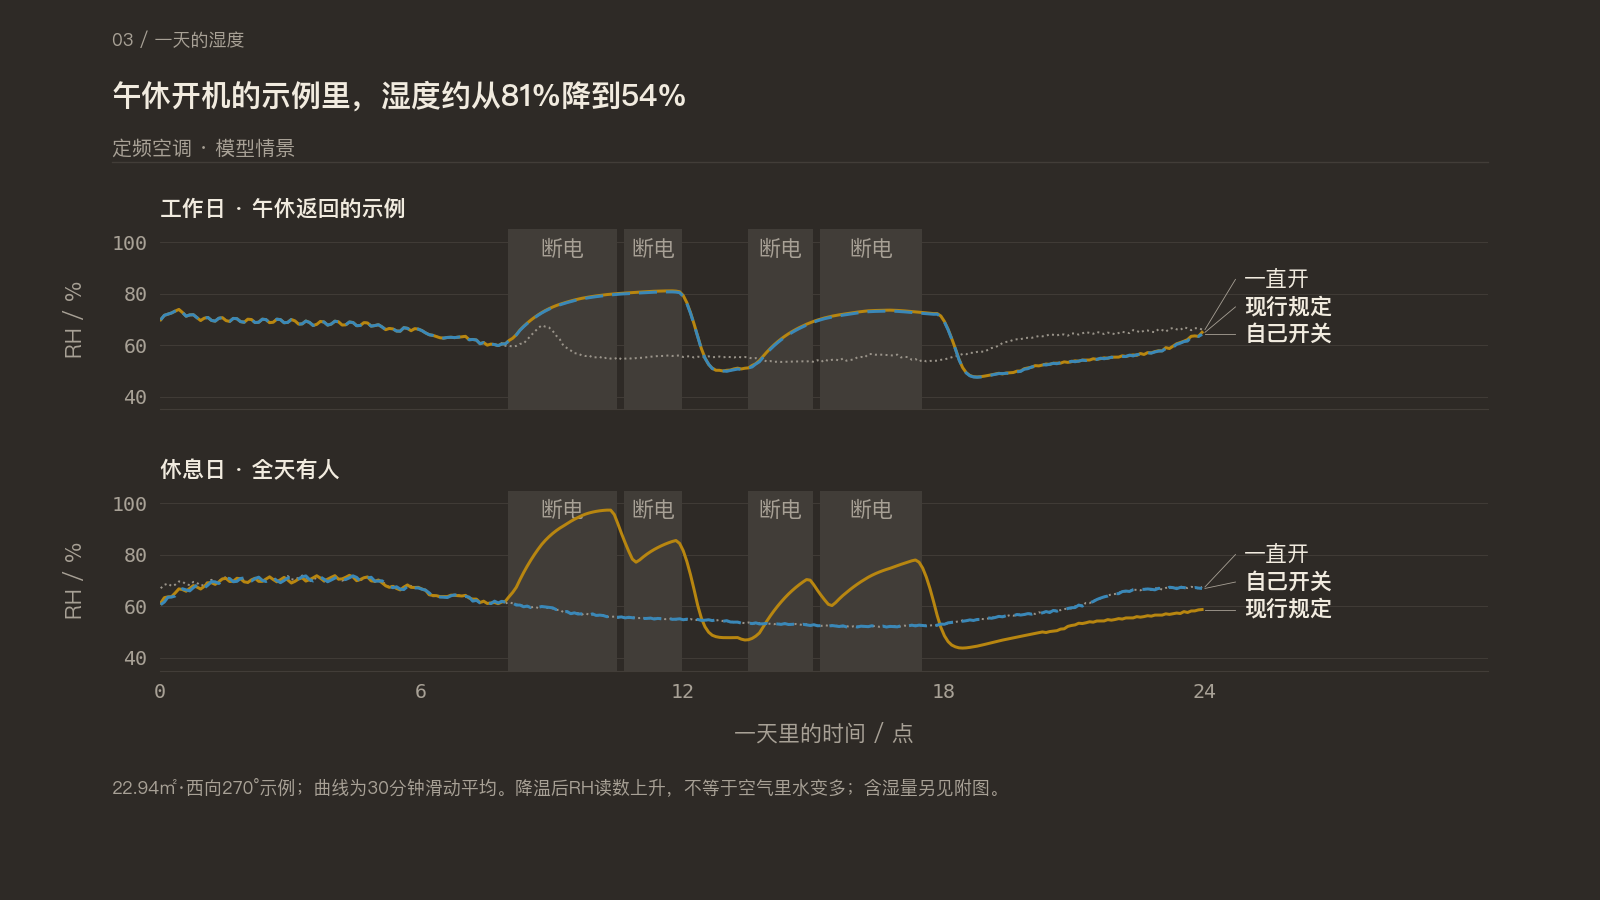 03 / 一天的湿度
午休开机的示例里，湿度约从81%降到54%
定频空调 · 模型情景
工作日 · 午休返回的示例
断电 断电 断电 断电
100
80
60
40
RH / %
一直开
现行规定
自己开关
休息日 · 全天有人
断电 断电 断电 断电
100
80
60
40
RH / %
一直开
自己开关
现行规定
0 6 12 18 24
一天里的时间 / 点
22.94㎡·西向270°示例；曲线为30分钟滑动平均。降温后RH读数上升，不等于空气里水变多；含湿量另见附图。